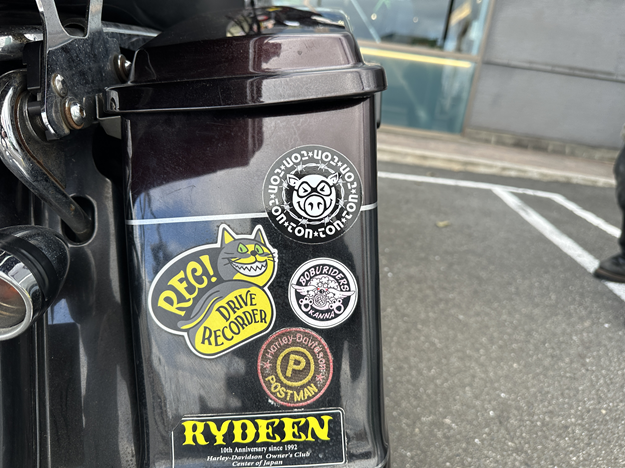 TON★TON★TON★TON
REC!
DRIVE
RECORDER
BOBURIDERS
KANNA
Harley-Davidson
P
POSTMAN
RYDEEN
10th Anniversary since 1992
Harley-Davidson Owner's Club
Center of Japan